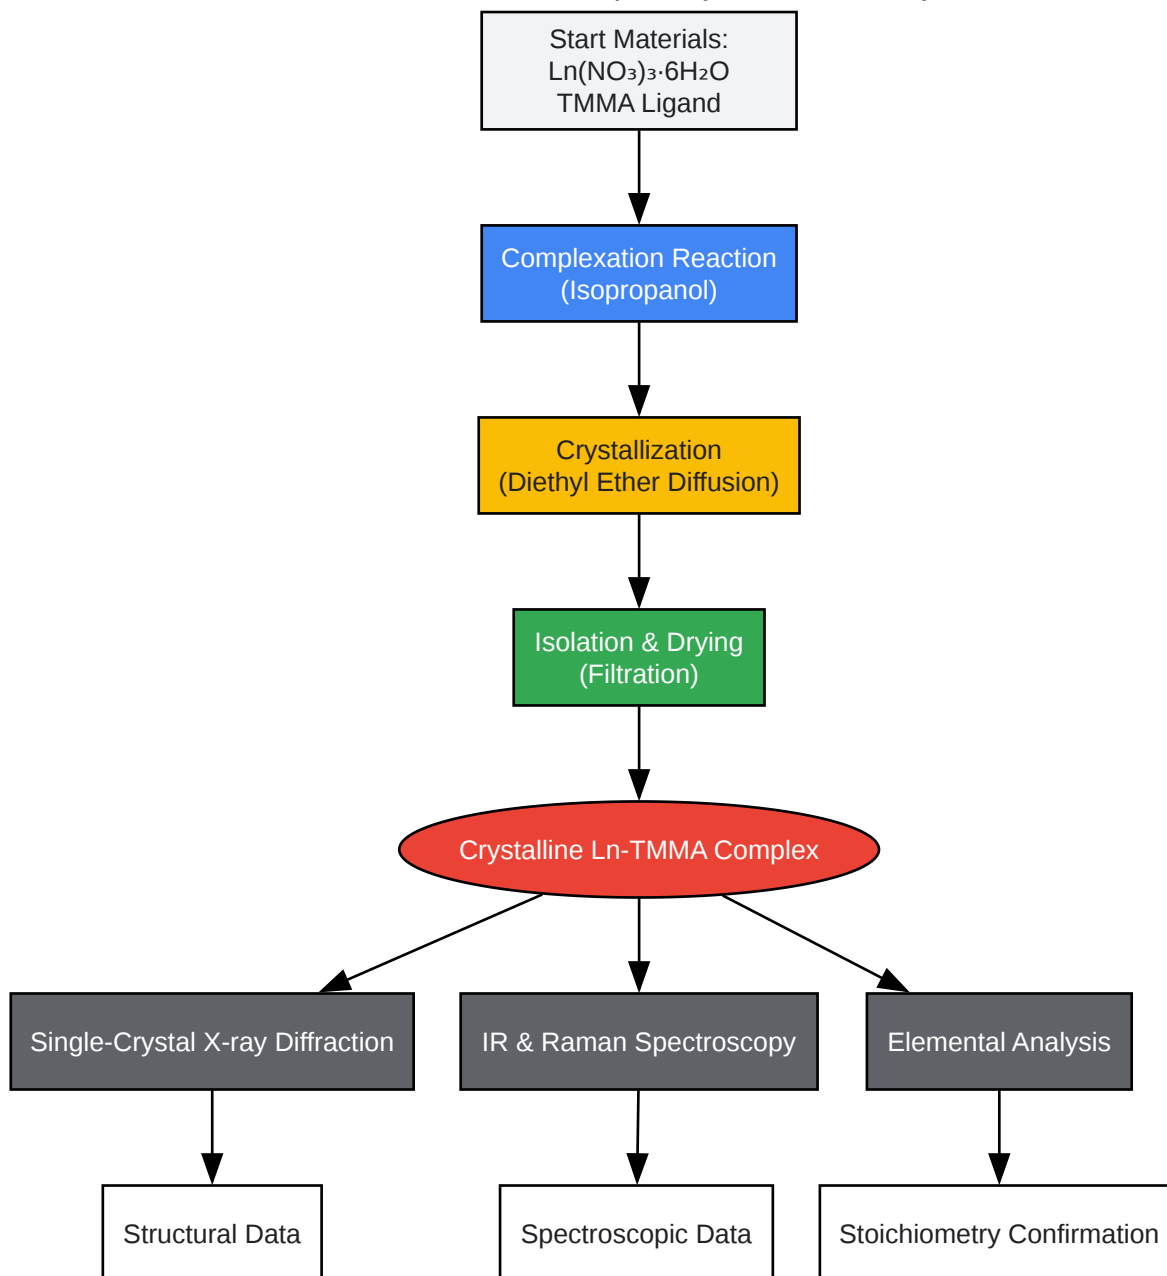 Start Materials:
Ln(NO₃)₃·6H₂O
TMMA Ligand
Complexation Reaction
(Isopropanol)
Crystallization
(Diethyl Ether Diffusion)
Isolation & Drying
(Filtration)
Crystalline Ln-TMMA Complex
Single-Crystal X-ray Diffraction
IR & Raman Spectroscopy
Elemental Analysis
Structural Data
Spectroscopic Data
Stoichiometry Confirmation